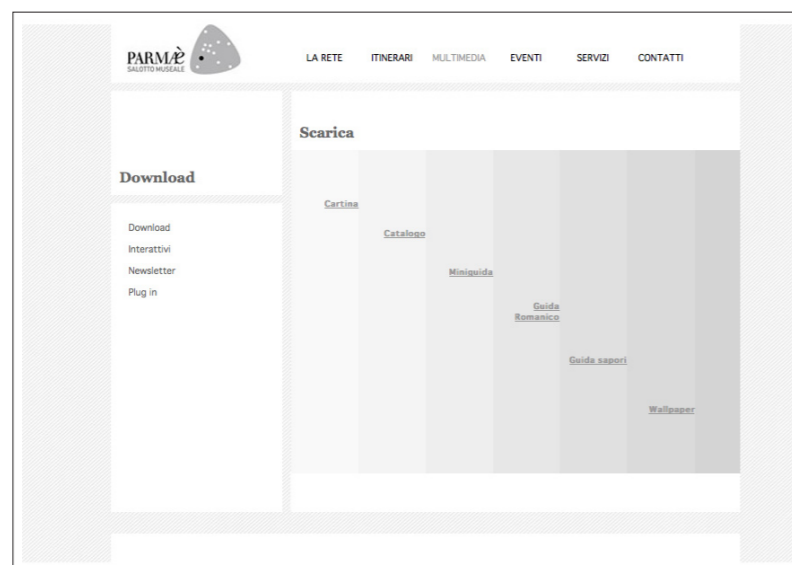 PARMÆ̀
SALOTTO MUSEALE
LA RETE ITINERARI MULTIMEDIA EVENTI SERVIZI CONTATTI
Download
Download
Interattivi
Newsletter
Plug in
Scarica
Cartina
Catalogo
Miniguida
Guida
Romanico
Guida sapori
Wallpaper